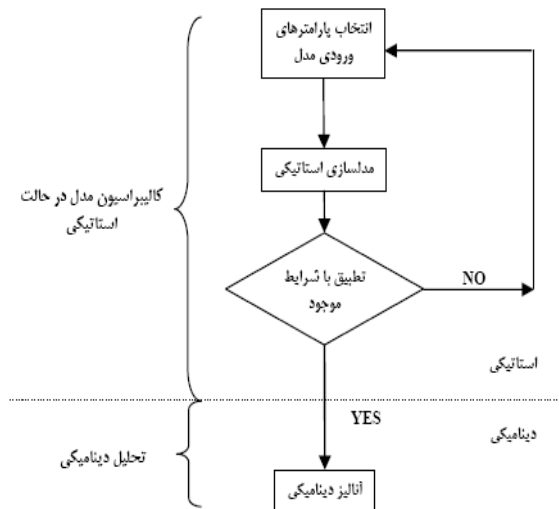 انتخاب پارامترهای
ورودی مدل
مدلسازی استاتیکی
کالیبراسیون مدل در حالت
استاتیکی
تطبیق با شرایط
موجود
NO
استاتیکی
YES
دینامیکی
تحلیل دینامیکی
آنالیز دینامیکی